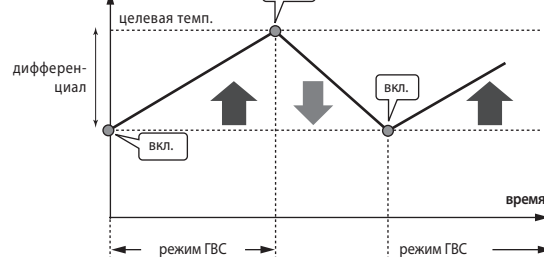 целевая темп.
дифферен-
циал
вкл.
вкл.
время
режим ГВС
режим ГВС